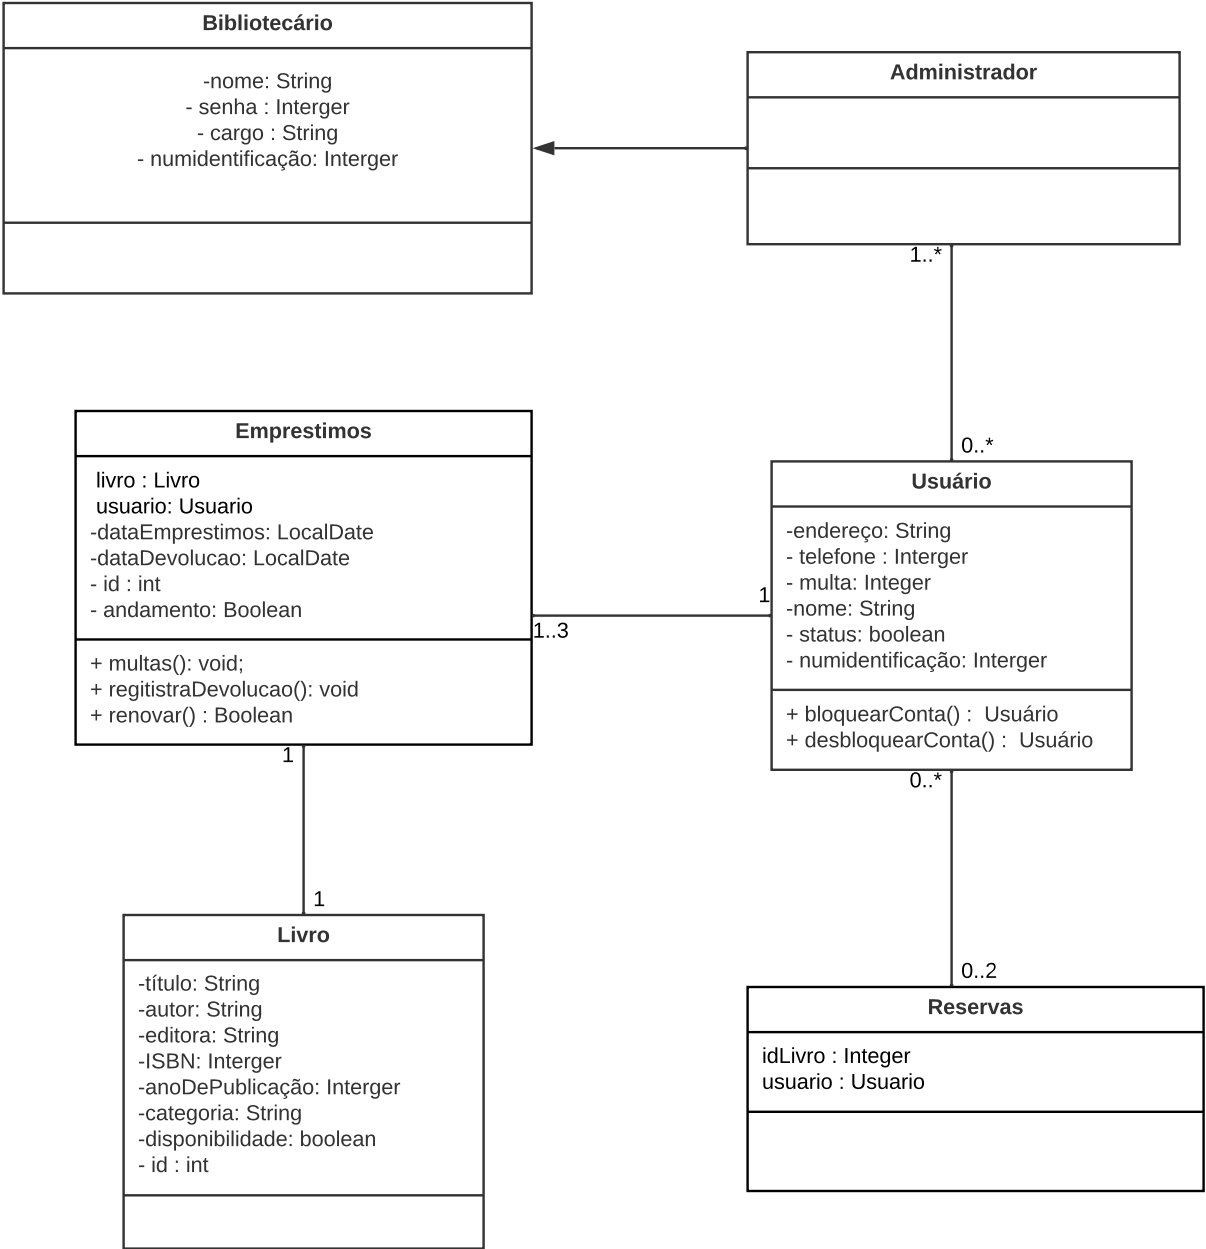 Bibliotecário
-nome: String
- senha : Interger
- cargo : String
- numidentificação: Interger
Administrador
1..*
0..*
Emprestimos
livro : Livro
usuario: Usuario
-dataEmprestimos: LocalDate
-dataDevolucao: LocalDate
- id : int
- andamento: Boolean
+ multas(): void;
+ regitistraDevolucao(): void
+ renovar() : Boolean
1..3
1
Usuário
-endereço: String
- telefone : Interger
- multa: Integer
-nome: String
- status: boolean
- numidentificação: Interger
+ bloquearConta() :  Usuário
+ desbloquearConta() :  Usuário
1
1
0..*
0..2
Livro
-título: String
-autor: String
-editora: String
-ISBN: Interger
-anoDePublicação: Interger
-categoria: String
-disponibilidade: boolean
- id : int
Reservas
idLivro : Integer
usuario : Usuario